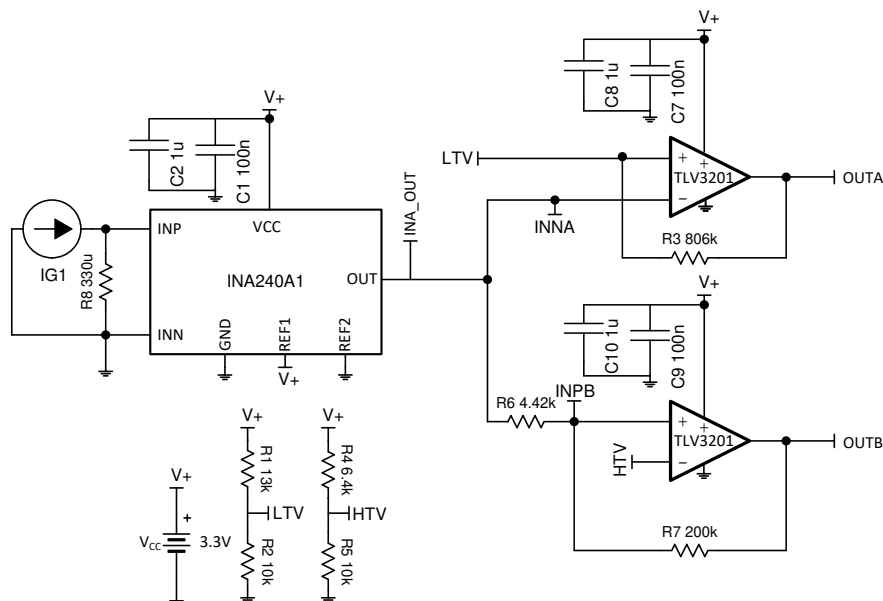 V+
C8 1u
C7 100n
V+
C2 1u
C1 100n
LTV
+
+
TLV3201
−
OUTA
INA_OUT
INNA
R3 806k
IG1
R8 330u
INP
VCC
INA240A1
OUT
INN
GND
REF1
REF2
V+
V+
C10 1u
C9 100n
INPB
R6 4.42k
+
+
TLV3201
−
HTV
OUTB
R7 200k
V+
+
VCC
3.3V
V+
R1 13k
LTV
R2 10k
V+
R4 6.4k
HTV
R5 10k